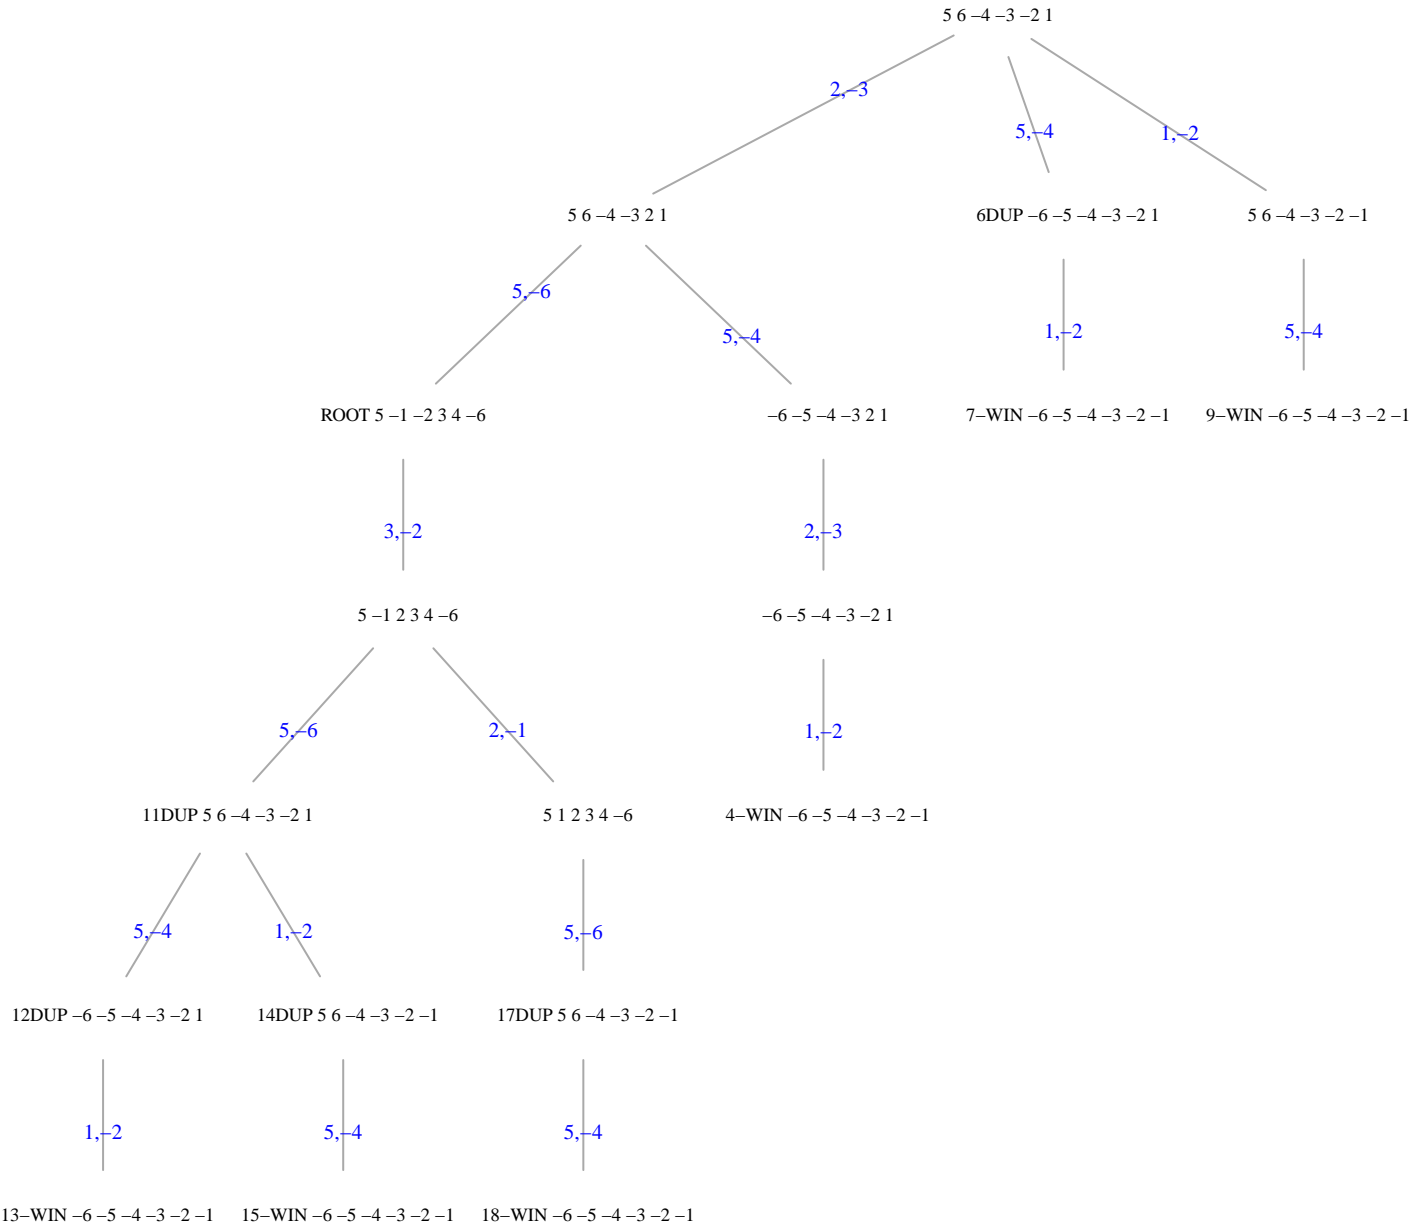 5 6 –4 –3 –2 1
2,–3
5,–4
1,–2
5 6 –4 –3 2 1
6DUP –6 –5 –4 –3 –2 1
5 6 –4 –3 –2 –1
5,–6
5,–4
1,–2
5,–4
ROOT 5 –1 –2 3 4 –6
–6 –5 –4 –3 2 1
7–WIN –6 –5 –4 –3 –2 –1
9–WIN –6 –5 –4 –3 –2 –1
3,–2
2,–3
5 –1 2 3 4 –6
–6 –5 –4 –3 –2 1
5,–6
2,–1
1,–2
11DUP 5 6 –4 –3 –2 1
5 1 2 3 4 –6
4–WIN –6 –5 –4 –3 –2 –1
5,–4
1,–2
5,–6
12DUP –6 –5 –4 –3 –2 1
14DUP 5 6 –4 –3 –2 –1
17DUP 5 6 –4 –3 –2 –1
1,–2
5,–4
5,–4
13–WIN –6 –5 –4 –3 –2 –1
15–WIN –6 –5 –4 –3 –2 –1
18–WIN –6 –5 –4 –3 –2 –1